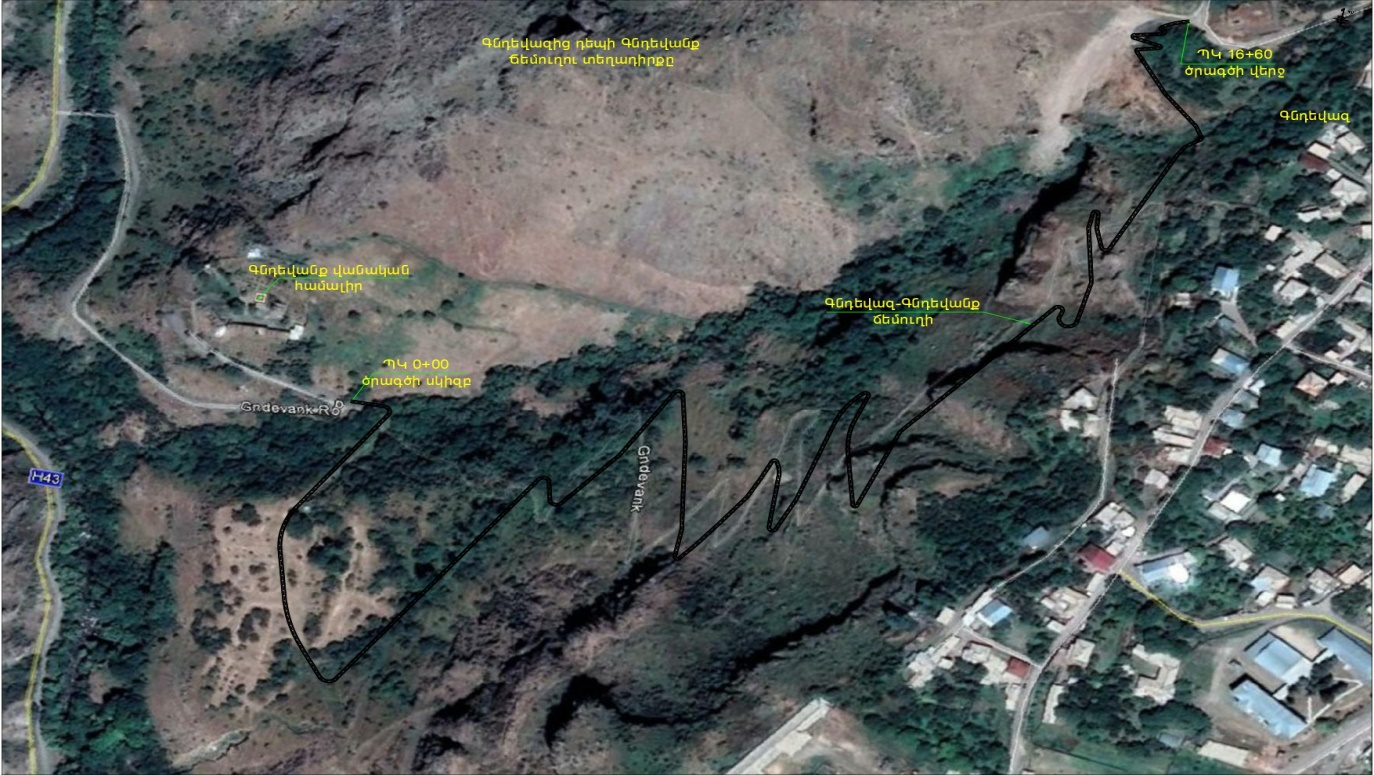 Գնդեվազից դեպի Գնդեվանք
ճեմուղու տեղադիրքը
ՊԿ 16+60
ծրագծի վերջ
Գնդեվազ
Գնդեվանք վանական
համալիր
Գնդեվազ-Գնդեվանք
ճեմուղի
ՊԿ 0+00
ծրագծի սկիզբ
Gndevank R
Gndevank
H43